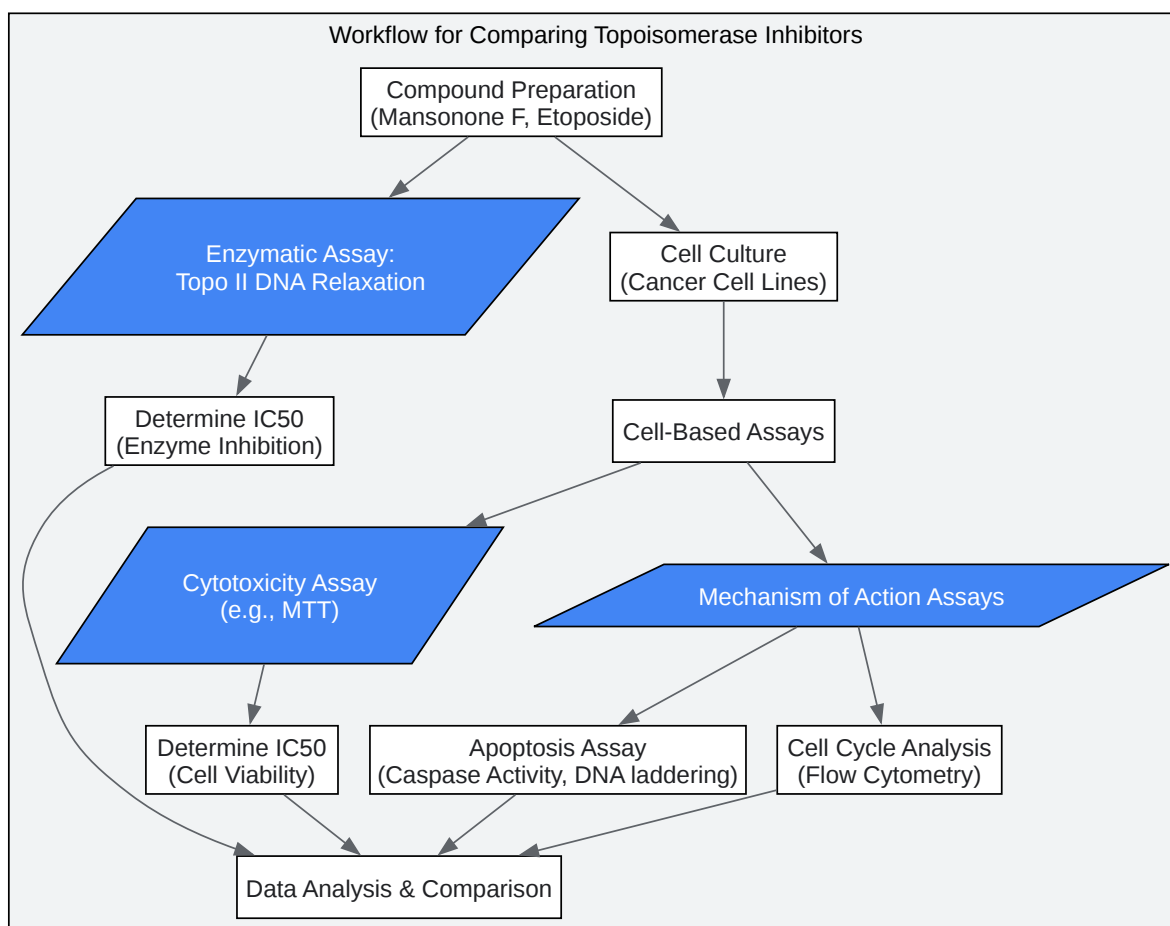 Workflow for Comparing Topoisomerase Inhibitors
Compound Preparation
(Mansonone F, Etoposide)
Enzymatic Assay:
Topo II DNA Relaxation
Cell Culture
(Cancer Cell Lines)
Determine IC50
(Enzyme Inhibition)
Cell-Based Assays
Cytotoxicity Assay
(e.g., MTT)
Mechanism of Action Assays
Determine IC50
(Cell Viability)
Apoptosis Assay
(Caspase Activity, DNA laddering)
Cell Cycle Analysis
(Flow Cytometry)
Data Analysis & Comparison